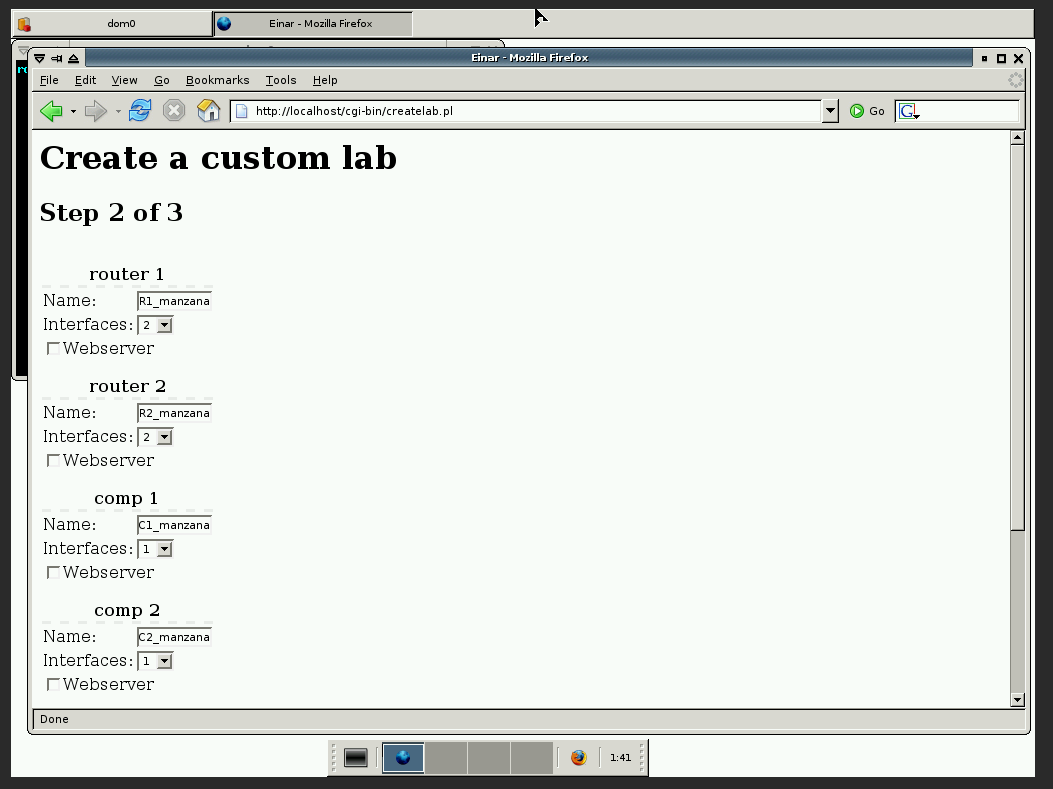 dom0 Einar - Mozilla Firefox
Einar - Mozilla Firefox
File Edit View Go Bookmarks Tools Help
http://localhost/cgi-bin/createlab.pl Go G
Create a custom lab
Step 2 of 3
router 1
Name: R1_manzana
Interfaces: 2
Webserver
router 2
Name: R2_manzana
Interfaces: 2
Webserver
comp 1
Name: C1_manzana
Interfaces: 1
Webserver
comp 2
Name: C2_manzana
Interfaces: 1
Webserver
Done
1:41